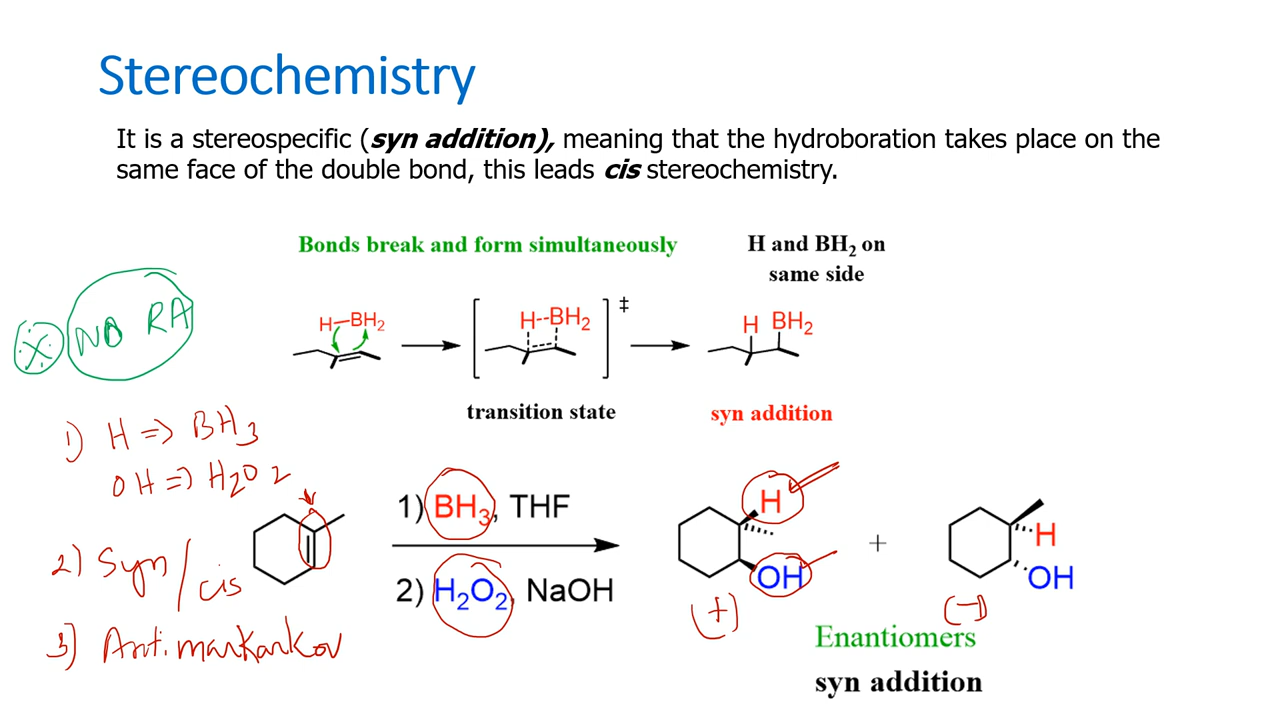 Stereochemistry
It is a stereospecific (syn addition), meaning that the hydroboration takes place on the
same face of the double bond, this leads cis stereochemistry.
Bonds break and form simultaneously
H and BH2 on
same side
NO RA
X
H BH2
H--BH2
‡
H BH2
transition state
syn addition
1) H => BH3
OH => H2O2
2) Syn/cis
3) Anti.markarkov
1) BH3, THF
2) H2O2, NaOH
H
OH
(+)
+
H
OH
(-)
Enantiomers
syn addition